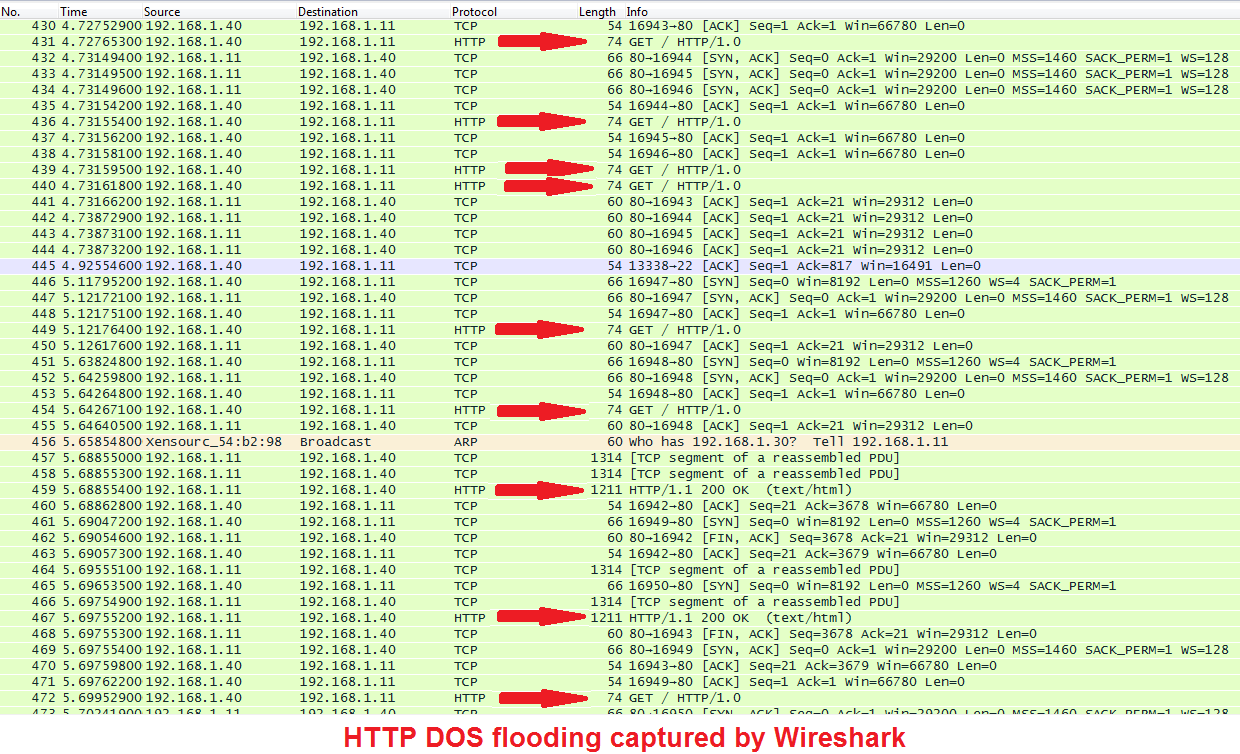 No. Time Source Destination Protocol Length Info
430 4.72752900 192.168.1.40 192.168.1.11 TCP 54 16943→80 [ACK] Seq=1 Ack=1 Win=66780 Len=0
431 4.72765300 192.168.1.40 192.168.1.11 HTTP 74 GET / HTTP/1.0
432 4.73149400 192.168.1.11 192.168.1.40 TCP 66 80→16944 [SYN, ACK] Seq=0 Ack=1 Win=29200 Len=0 MSS=1460 SACK_PERM=1 WS=128
433 4.73149500 192.168.1.11 192.168.1.40 TCP 66 80→16945 [SYN, ACK] Seq=0 Ack=1 Win=29200 Len=0 MSS=1460 SACK_PERM=1 WS=128
434 4.73149600 192.168.1.11 192.168.1.40 TCP 66 80→16946 [SYN, ACK] Seq=0 Ack=1 Win=29200 Len=0 MSS=1460 SACK_PERM=1 WS=128
435 4.73154200 192.168.1.40 192.168.1.11 TCP 54 16944→80 [ACK] Seq=1 Ack=1 Win=66780 Len=0
436 4.73155400 192.168.1.40 192.168.1.11 HTTP 74 GET / HTTP/1.0
437 4.73156200 192.168.1.40 192.168.1.11 TCP 54 16945→80 [ACK] Seq=1 Ack=1 Win=66780 Len=0
438 4.73158100 192.168.1.40 192.168.1.11 TCP 54 16946→80 [ACK] Seq=1 Ack=1 Win=66780 Len=0
439 4.73159500 192.168.1.40 192.168.1.11 HTTP 74 GET / HTTP/1.0
440 4.73161800 192.168.1.40 192.168.1.11 HTTP 74 GET / HTTP/1.0
441 4.73166200 192.168.1.11 192.168.1.40 TCP 60 80→16943 [ACK] Seq=1 Ack=21 Win=29312 Len=0
442 4.73872900 192.168.1.11 192.168.1.40 TCP 60 80→16944 [ACK] Seq=1 Ack=21 Win=29312 Len=0
443 4.73873100 192.168.1.11 192.168.1.40 TCP 60 80→16945 [ACK] Seq=1 Ack=21 Win=29312 Len=0
444 4.73873200 192.168.1.11 192.168.1.40 TCP 60 80→16946 [ACK] Seq=1 Ack=21 Win=29312 Len=0
445 4.92554600 192.168.1.40 192.168.1.11 TCP 54 13338→22 [ACK] Seq=1 Ack=817 Win=16491 Len=0
446 5.11795200 192.168.1.40 192.168.1.11 TCP 66 16947→80 [SYN] Seq=0 Win=8192 Len=0 MSS=1260 WS=4 SACK_PERM=1
447 5.12172100 192.168.1.11 192.168.1.40 TCP 66 80→16947 [SYN, ACK] Seq=0 Ack=1 Win=29200 Len=0 MSS=1460 SACK_PERM=1 WS=128
448 5.12175100 192.168.1.40 192.168.1.11 TCP 54 16947→80 [ACK] Seq=1 Ack=1 Win=66780 Len=0
449 5.12176400 192.168.1.40 192.168.1.11 HTTP 74 GET / HTTP/1.0
450 5.12617600 192.168.1.11 192.168.1.40 TCP 60 80→16947 [ACK] Seq=1 Ack=21 Win=29312 Len=0
451 5.63824800 192.168.1.40 192.168.1.11 TCP 66 16948→80 [SYN] Seq=0 Win=8192 Len=0 MSS=1260 WS=4 SACK_PERM=1
452 5.64259800 192.168.1.11 192.168.1.40 TCP 66 80→16948 [SYN, ACK] Seq=0 Ack=1 Win=29200 Len=0 MSS=1460 SACK_PERM=1 WS=128
453 5.64264800 192.168.1.40 192.168.1.11 TCP 54 16948→80 [ACK] Seq=1 Ack=1 Win=66780 Len=0
454 5.64267100 192.168.1.40 192.168.1.11 HTTP 74 GET / HTTP/1.0
455 5.64640500 192.168.1.11 192.168.1.40 TCP 60 80→16948 [ACK] Seq=1 Ack=21 Win=29312 Len=0
456 5.65854800 Xensourc_54:b2:98 Broadcast ARP 60 Who has 192.168.1.30? Tell 192.168.1.11
457 5.68855000 192.168.1.11 192.168.1.40 TCP 1314 [TCP segment of a reassembled PDU]
458 5.68855300 192.168.1.11 192.168.1.40 TCP 1314 [TCP segment of a reassembled PDU]
459 5.68855400 192.168.1.11 192.168.1.40 HTTP 1211 HTTP/1.1 200 OK (text/html)
460 5.68862800 192.168.1.40 192.168.1.11 TCP 54 16942→80 [ACK] Seq=21 Ack=3678 Win=66780 Len=0
461 5.69047200 192.168.1.40 192.168.1.11 TCP 66 16949→80 [SYN] Seq=0 Win=8192 Len=0 MSS=1260 WS=4 SACK_PERM=1
462 5.69054600 192.168.1.11 192.168.1.40 TCP 60 80→16942 [FIN, ACK] Seq=3678 Ack=21 Win=29312 Len=0
463 5.69057300 192.168.1.40 192.168.1.11 TCP 54 16942→80 [ACK] Seq=21 Ack=3679 Win=66780 Len=0
464 5.69555100 192.168.1.11 192.168.1.40 TCP 1314 [TCP segment of a reassembled PDU]
465 5.69653500 192.168.1.40 192.168.1.11 TCP 66 16950→80 [SYN] Seq=0 Win=8192 Len=0 MSS=1260 WS=4 SACK_PERM=1
466 5.69754900 192.168.1.11 192.168.1.40 TCP 1314 [TCP segment of a reassembled PDU]
467 5.69755200 192.168.1.11 192.168.1.40 HTTP 1211 HTTP/1.1 200 OK (text/html)
468 5.69755300 192.168.1.11 192.168.1.40 TCP 60 80→16943 [FIN, ACK] Seq=3678 Ack=21 Win=29312 Len=0
469 5.69755400 192.168.1.11 192.168.1.40 TCP 66 80→16949 [SYN, ACK] Seq=0 Ack=1 Win=29200 Len=0 MSS=1460 SACK_PERM=1 WS=128
470 5.69759800 192.168.1.40 192.168.1.11 TCP 54 16943→80 [ACK] Seq=21 Ack=3679 Win=66780 Len=0
471 5.69762200 192.168.1.40 192.168.1.11 TCP 54 16949→80 [ACK] Seq=1 Ack=1 Win=66780 Len=0
472 5.69952900 192.168.1.40 192.168.1.11 HTTP 74 GET / HTTP/1.0
HTTP DOS flooding captured by Wireshark